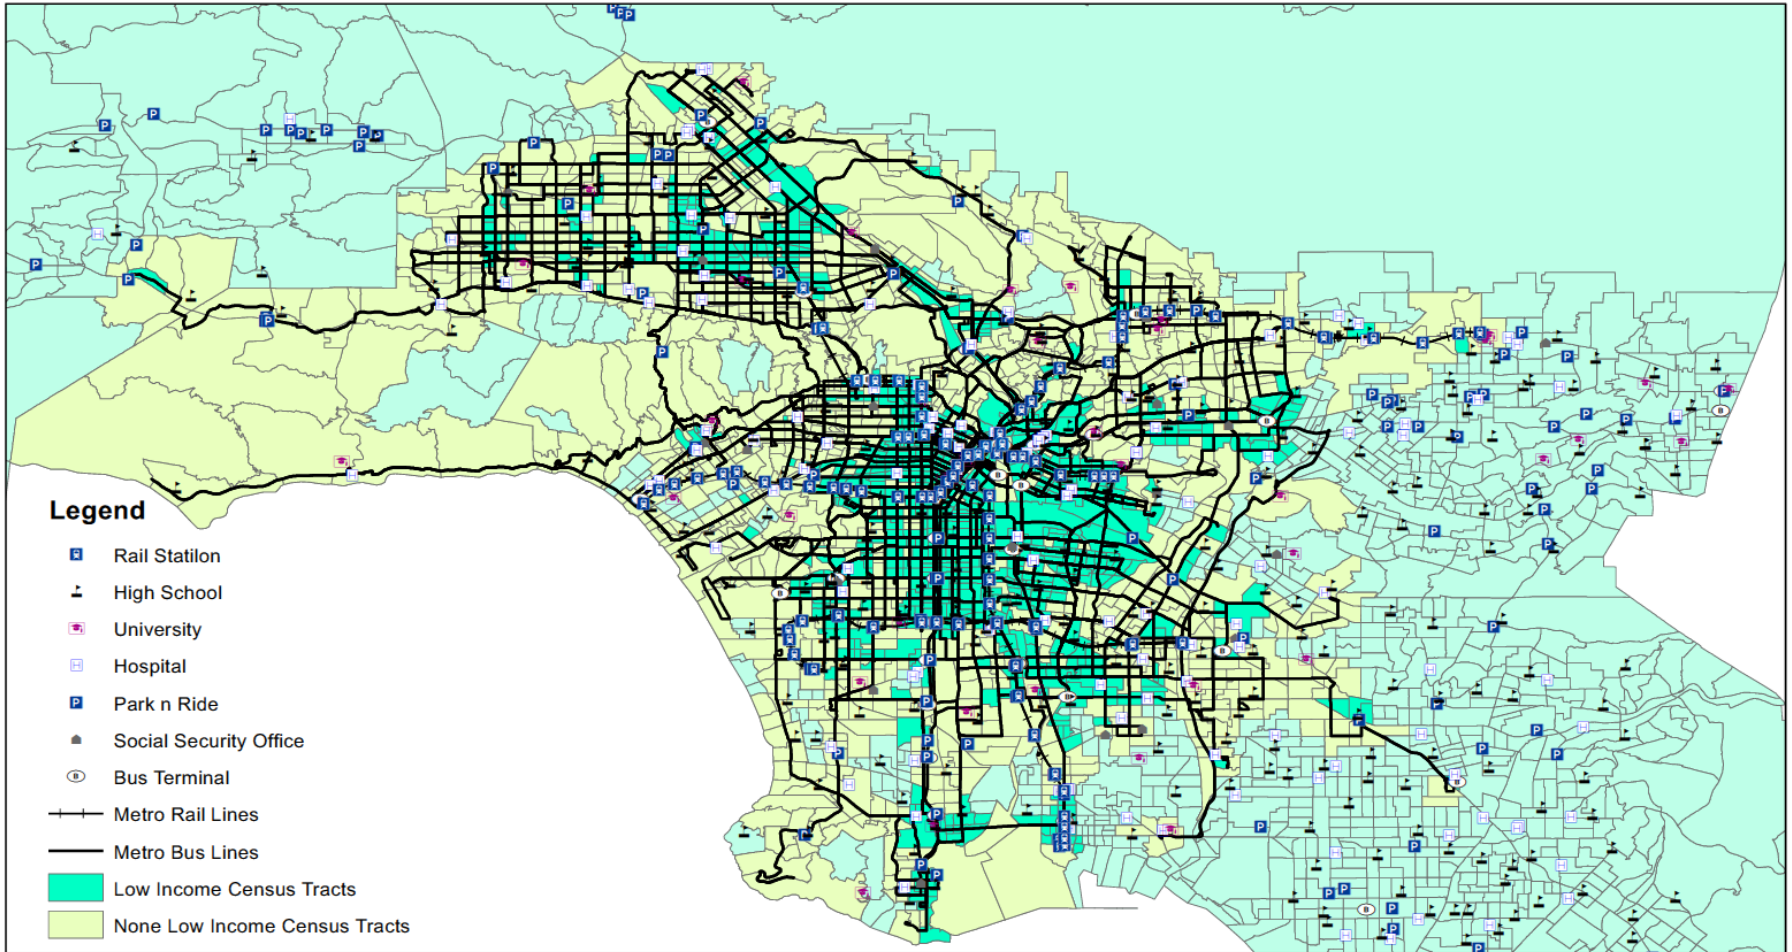 Legend
Rail Statilon
High School
University
Hospital
Park n Ride
Social Security Office
Bus Terminal
Metro Rail Lines
Metro Bus Lines
Low Income Census Tracts
None Low Income Census Tracts